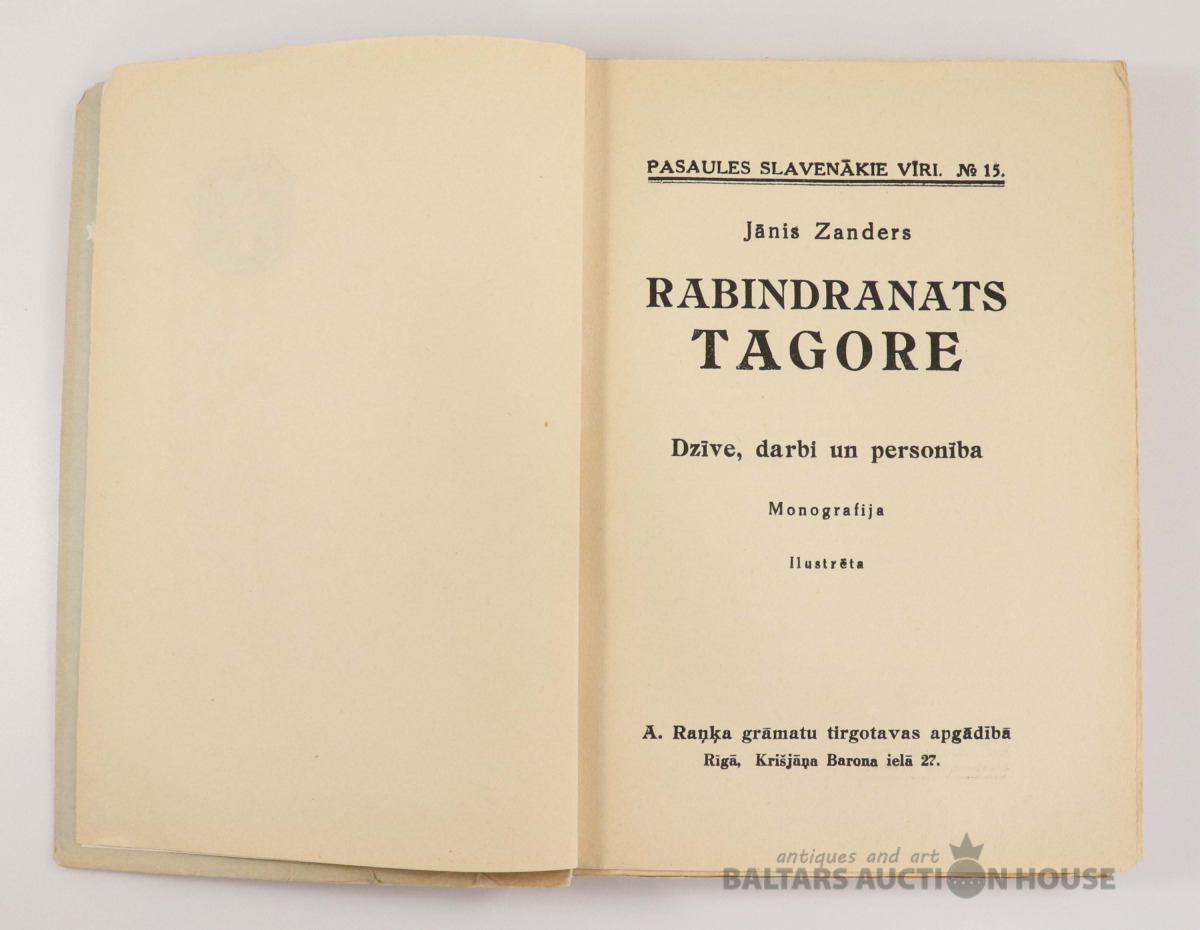 PASAULES SLAVENĀKIE VĪRI. № 15.
Jānis Zanders
RABINDRANATS
TAGORE
Dzīve, darbi un personība
Monografija
Ilustrēta
A. Raņķa grāmatu tirgotavas apgādībā
Rīgā, Krišjāņa Barona ielā 27.
antiques and art
BALTARS AUCTION HOUSE